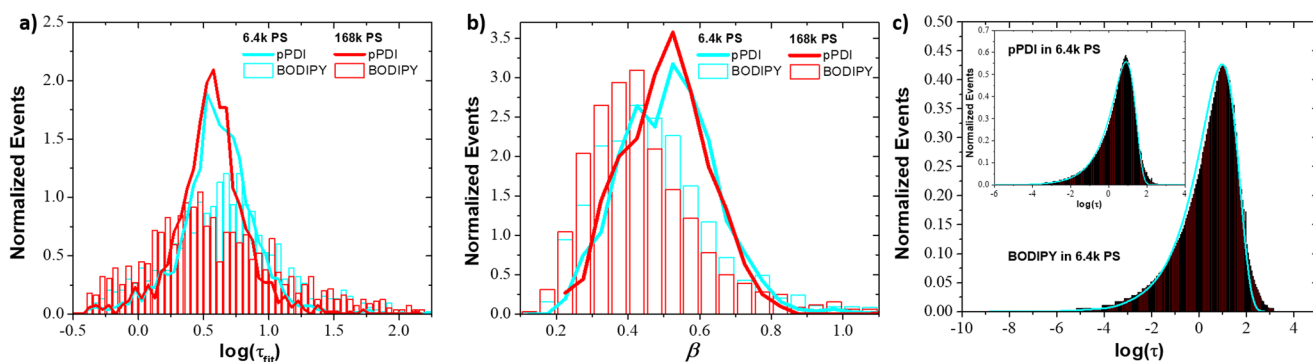 a)
2.5
2.0
1.5
1.0
0.5
0.0
-0.5 0.0 0.5 1.0 1.5 2.0
Normalized Events
log(τfit)
6.4k PS 168k PS
pPDI pPDI
BODIPY BODIPY
b)
3.5
3.0
2.5
2.0
1.5
1.0
0.5
0.0
0.2 0.4 0.6 0.8 1.0
Normalized Events
β
6.4k PS 168k PS
pPDI pPDI
BODIPY BODIPY
c)
0.50
0.45
0.40
0.35
0.30
0.25
0.20
0.15
0.10
0.05
0.00
-10 -8 -6 -4 -2 0 2 4
Normalized Events
log(τ)
BODIPY in 6.4k PS
pPDI in 6.4k PS
0.7
0.6
0.5
0.4
0.3
0.2
0.1
0.0
-6 -4 -2 0 2 4
Normalized Events
log(τ)